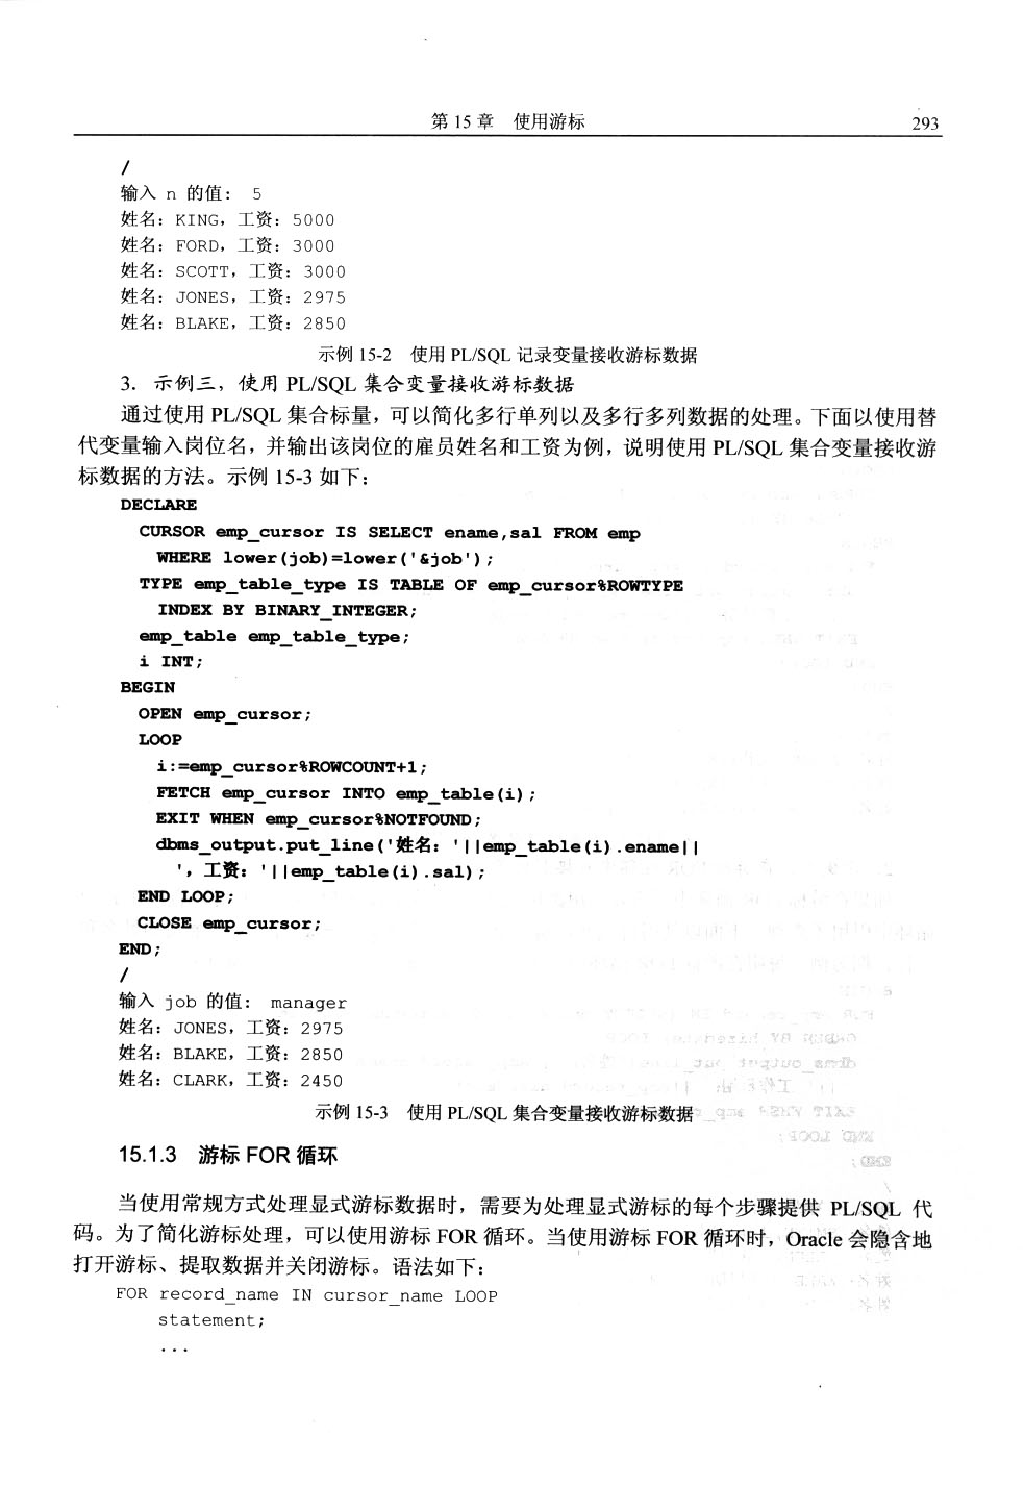 第 15 章 使用游标 293
/
输入 n 的值： 5
姓名：KING，工资：5000
姓名：FORD，工资：3000
姓名：SCOTT，工资：3000
姓名：JONES，工资：2975
姓名：BLAKE，工资：2850
示例 15-2 使用 PL/SQL 记录变量接收游标数据
3．示例三，使用 PL/SQL 集合变量接收游标数据
通过使用 PL/SQL 集合标量，可以简化多行单列以及多行多列数据的处理。下面以使用替
代变量输入岗位名，并输出该岗位的雇员姓名和工资为例，说明使用 PL/SQL 集合变量接收游
标数据的方法。示例 15-3 如下：
DECLARE
CURSOR emp_cursor IS SELECT ename,sal FROM emp
WHERE lower(job)=lower('&job');
TYPE emp_table_type IS TABLE OF emp_cursor%ROWTYPE
INDEX BY BINARY_INTEGER;
emp_table emp_table_type;
i INT;
BEGIN
OPEN emp_cursor;
LOOP
i:=emp_cursor%ROWCOUNT+1;
FETCH emp_cursor INTO emp_table(i);
EXIT WHEN emp_cursor%NOTFOUND;
dbms_output.put_line('姓名：'||emp_table(i).ename||
'，工资：'||emp_table(i).sal);
END LOOP;
CLOSE emp_cursor;
END;
/
输入 job 的值： manager
姓名：JONES，工资：2975
姓名：BLAKE，工资：2850
姓名：CLARK，工资：2450
示例 15-3 使用 PL/SQL 集合变量接收游标数据
15.1.3 游标 FOR 循环
当使用常规方式处理显式游标数据时，需要为处理显式游标的每个步骤提供 PL/SQL 代
码。为了简化游标处理，可以使用游标 FOR 循环。当使用游标 FOR 循环时，Oracle 会隐含地
打开游标、提取数据并关闭游标。语法如下：
FOR record_name IN cursor_name LOOP
statement;
...